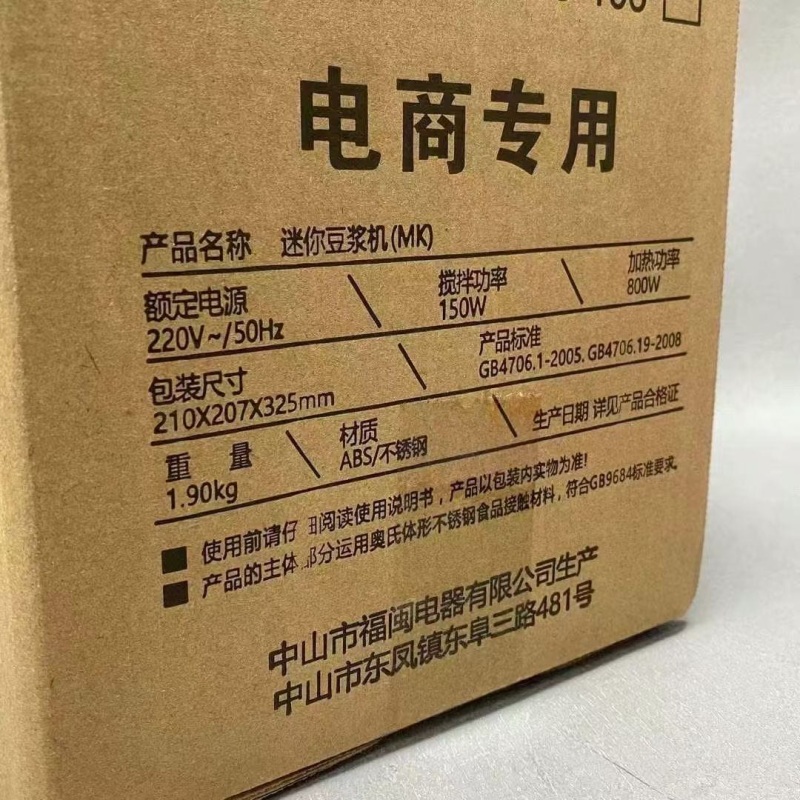 电商专用
产品名称 迷你豆浆机(MK)
额定电源 搅拌功率 加热功率
220V~/50Hz 150W 800W
包装尺寸 产品标准
210X207X325mm GB4706.1-2005. GB4706.19-2008
重 量 材质 生产日期 详见产品合格证
1.90kg ABS/不锈钢
使用前请仔 阅读使用说明书，产品以包装内实物为准！
产品的主体 部分运用奥氏体形不锈钢食品接触材料，符合GB9684标准要求。
中山市福闽电器有限公司生产
中山市东凤镇东阜三路481号